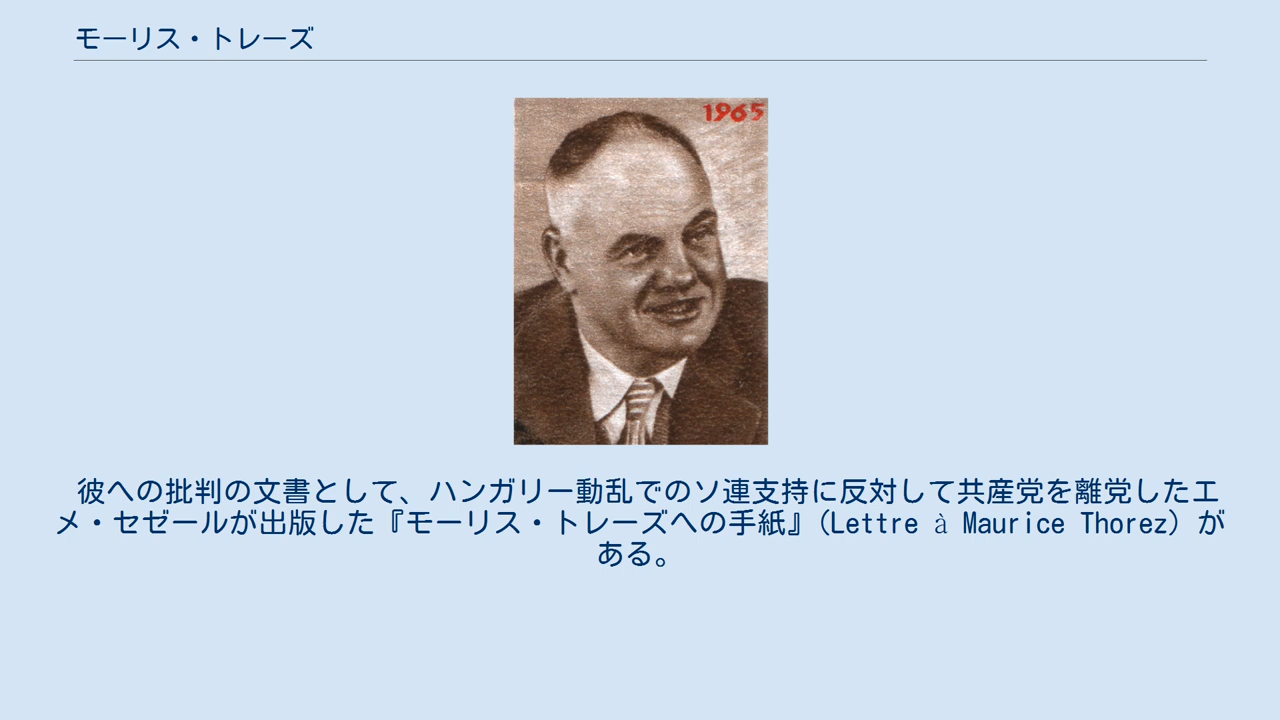 モーリス・トレーズ
1965
彼への批判の文書として、ハンガリー動乱でのソ連支持に反対して共産党を離党したエ
メ・セゼールが出版した『モーリス・トレーズへの手紙』(Lettre à Maurice Thorez) が
ある。